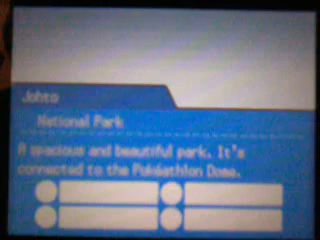 Johto
National Park
A spacious and beautiful park. It's
connected to the Pokéathlon Dome.